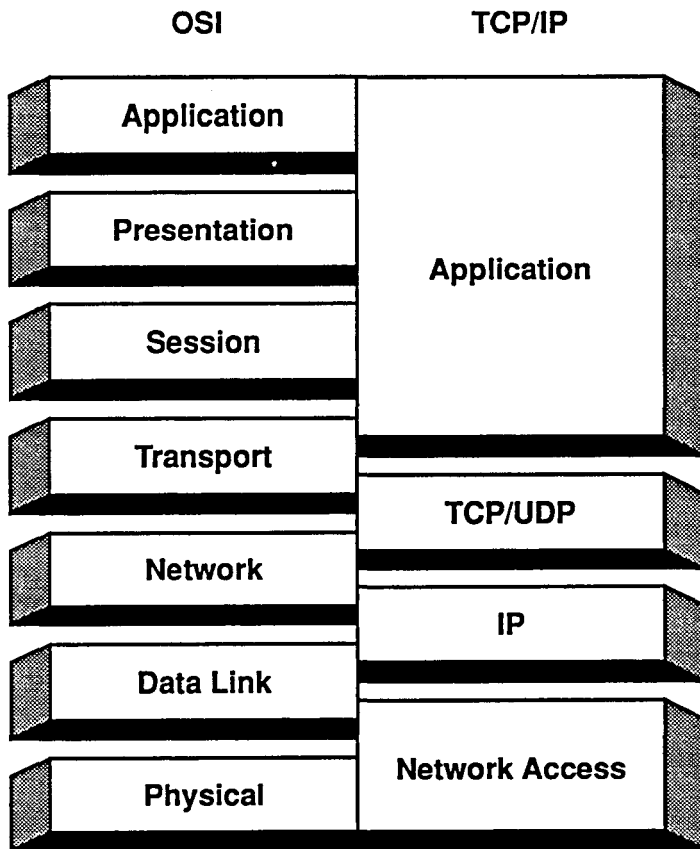 OSI
TCP/IP
Application
Presentation
Session
Transport
Network
Data Link
Physical
Application
TCP/UDP
IP
Network Access